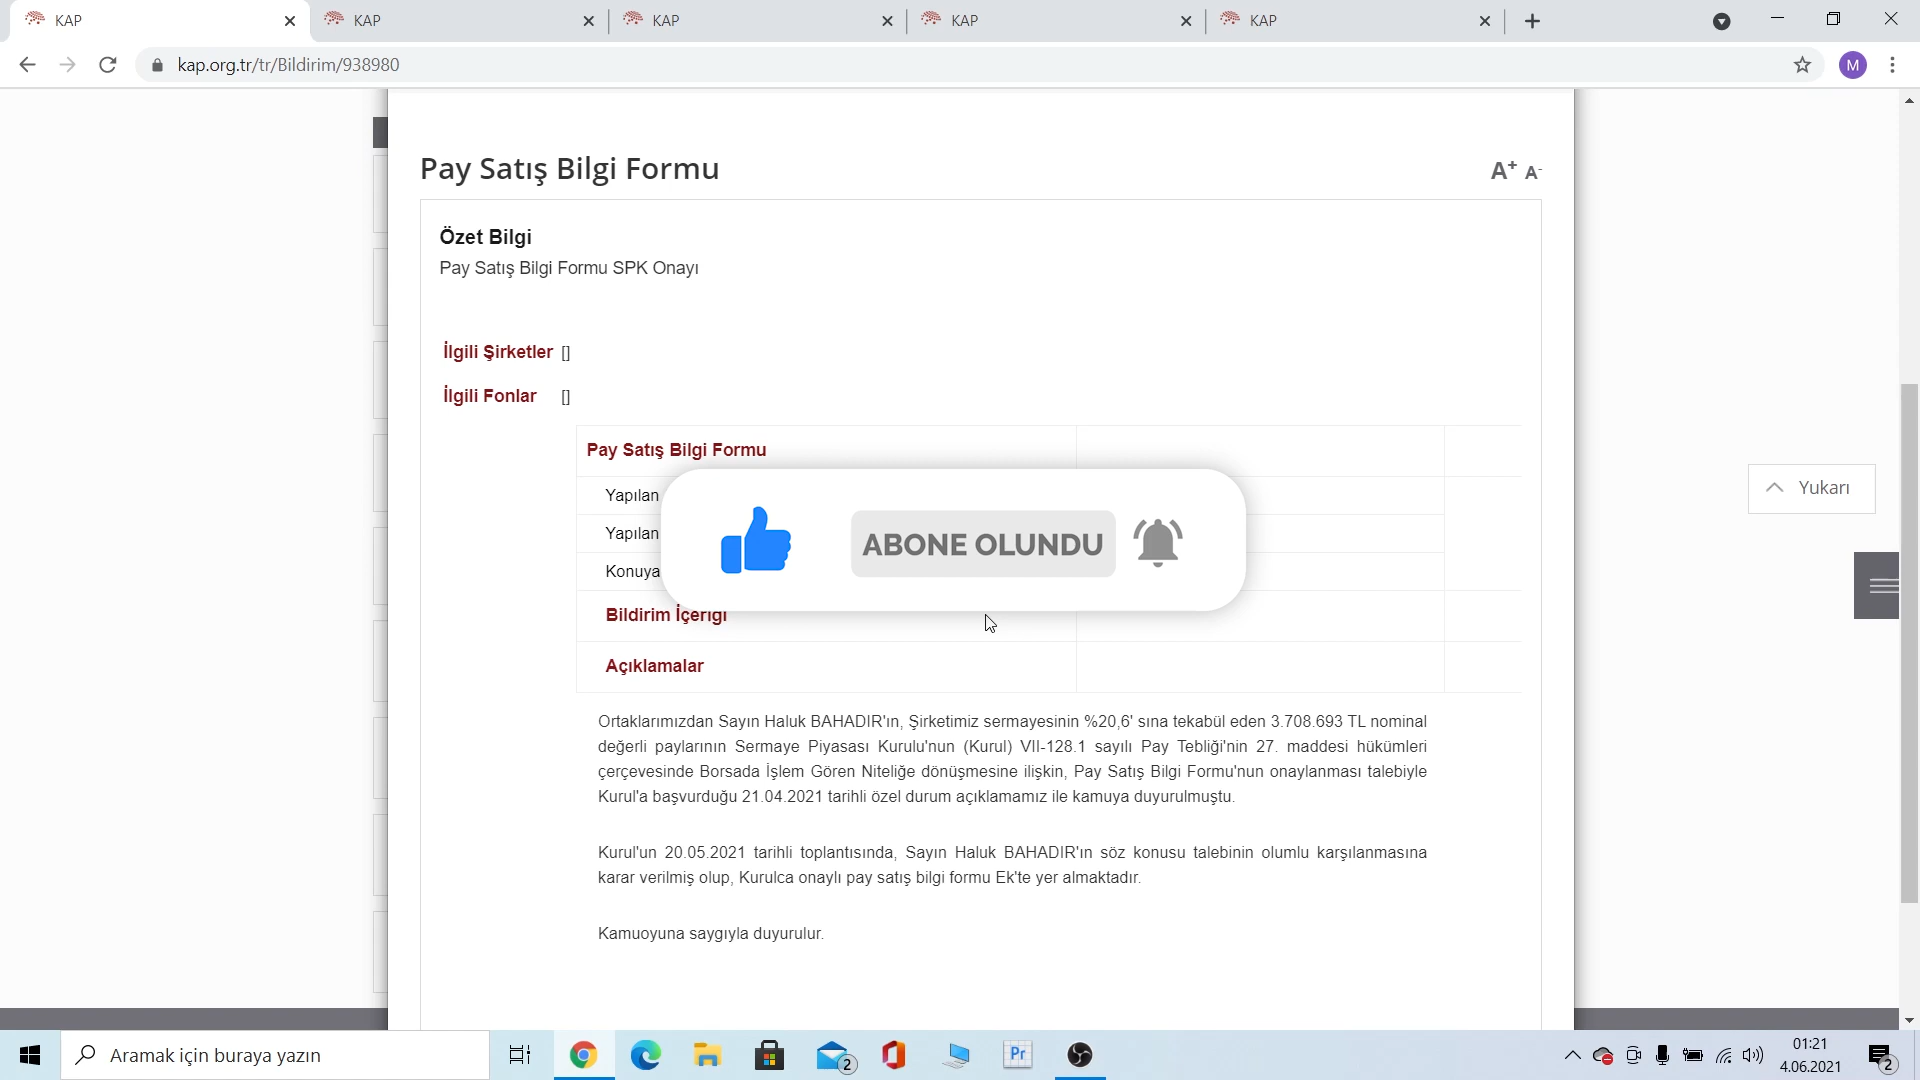 KAP
KAP
KAP
KAP
KAP
kap.org.tr/tr/Bildirim/938980
M
Pay Satış Bilgi Formu
A+ A-
Özet Bilgi
Pay Satış Bilgi Formu SPK Onayı
İlgili Şirketler []
İlgili Fonlar []
Pay Satış Bilgi Formu
Yapılan
Yapılan
Konuya
ABONE OLUNDU
Yukarı
Bildirim İçeriği
Açıklamalar
Ortaklarımızdan Sayın Haluk BAHADIR'ın, Şirketimiz sermayesinin %20,6' sına tekabül eden 3.708.693 TL nominal
değerli paylarının Sermaye Piyasası Kurulu'nun (Kurul) VII-128.1 sayılı Pay Tebliği'nin 27. maddesi hükümleri
çerçevesinde Borsada İşlem Gören Niteliğe dönüşmesine ilişkin, Pay Satış Bilgi Formu'nun onaylanması talebiyle
Kurul'a başvurduğu 21.04.2021 tarihli özel durum açıklamamız ile kamuya duyurulmuştu.
Kurul'un 20.05.2021 tarihli toplantısında, Sayın Haluk BAHADIR'ın söz konusu talebinin olumlu karşılanmasına
karar verilmiş olup, Kurulca onaylı pay satış bilgi formu Ek'te yer almaktadır.
Kamuoyuna saygıyla duyurulur.
Aramak için buraya yazın
2
Pr
01:21
4.06.2021
2